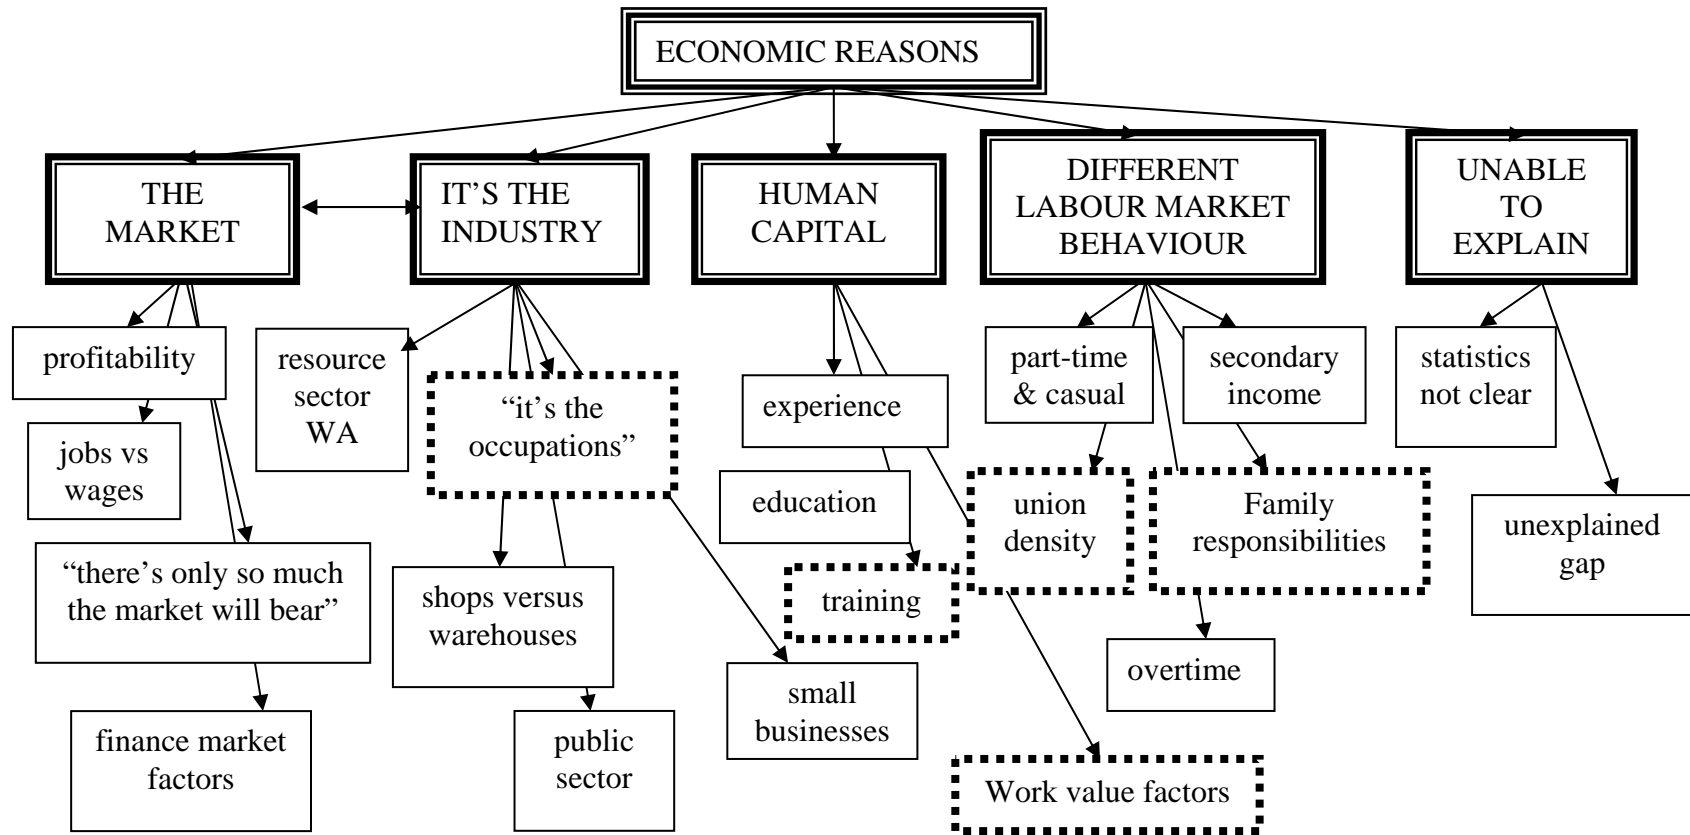 ECONOMIC REASONS
THE
MARKET
IT’S THE
INDUSTRY
HUMAN
CAPITAL
DIFFERENT
LABOUR MARKET
BEHAVIOUR
UNABLE
TO
EXPLAIN
profitability
jobs vs
wages
“there’s only so much
the market will bear”
finance market
factors
resource
sector
WA
“it’s the
occupations”
shops versus
warehouses
public
sector
small
businesses
experience
education
training
Work value factors
part-time
& casual
secondary
income
union
density
Family
responsibilities
overtime
statistics
not clear
unexplained
gap